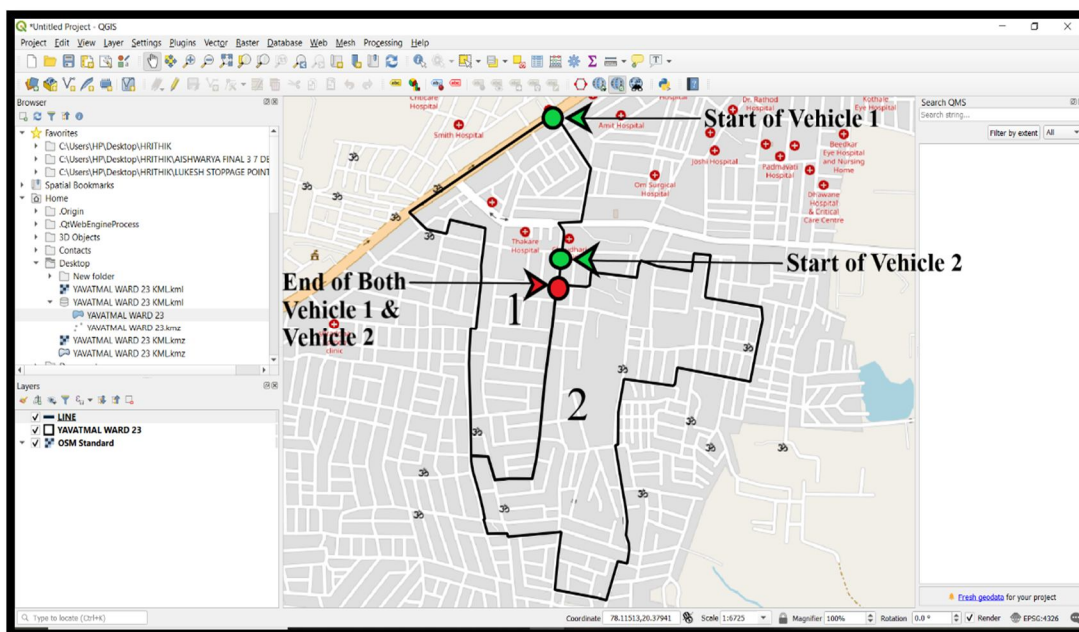 *Untitled Project - QGIS
Project Edit View Layer Settings Plugins Vector Raster Database Web Mesh Processing Help
Browser
Favorites
C:\Users\HP\Desktop\HRITHIK
C:\Users\HP\Desktop\HRITHIK\AISHWARYA FINAL 3 7 DE
C:\Users\HP\Desktop\HRITHIK\LUKESH STOPPAGE POINT
Spatial Bookmarks
Home
.Origin
.QtWebEngineProcess
3D Objects
Contacts
Desktop
New folder
YAVATMAL WARD 23 KML.kml
YAVATMAL WARD 23 KML.kml
YAVATMAL WARD 23
YAVATMAL WARD 23.kmz
YAVATMAL WARD 23 KML.kmz
YAVATMAL WARD 23 KML.kmz
Layers
LINE
YAVATMAL WARD 23
OSM Standard
Smith Hospital
Amit Hospital
Hospital
Dr. Rathod
Hospital
Eye Hospital
Joshi Hospital
Padmavati
Hospital
Beedkar
Eye Hospital
and Nursing
Home
Om Surgical
Hospital
Dhawane
Hospital
& Critical
Care Centre
Thakare
Hospital
clinic
Start of Vehicle 1
Start of Vehicle 2
End of Both
Vehicle 1 &
Vehicle 2
1
2
Search QMS
Search string...
Filter by extent All
Fresh geodata for your project
Type to locate (Ctrl+K)
Coordinate 78.11513,20.37941 Scale 1:6725 Magnifier 100% Rotation 0.0 ° Render EPSG:4326